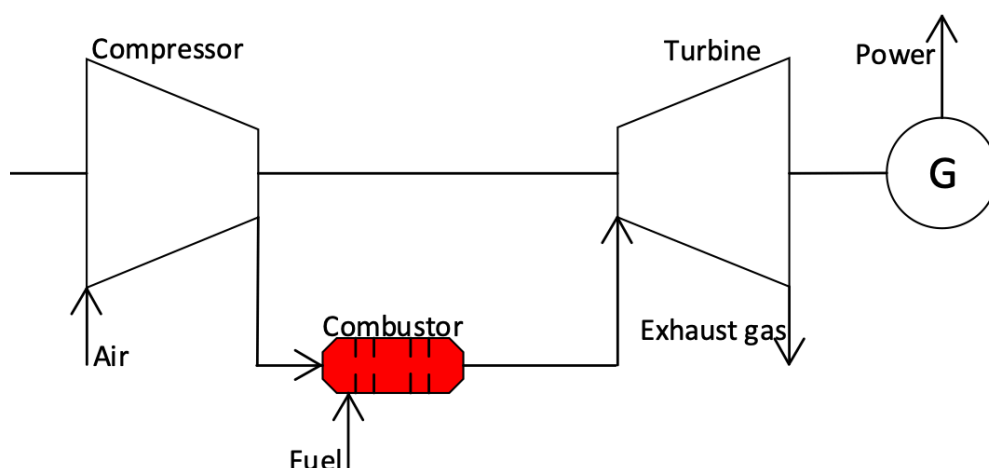 Compressor
Turbine
Power
G
Combustor
Exhaust gas
Air
Fuel